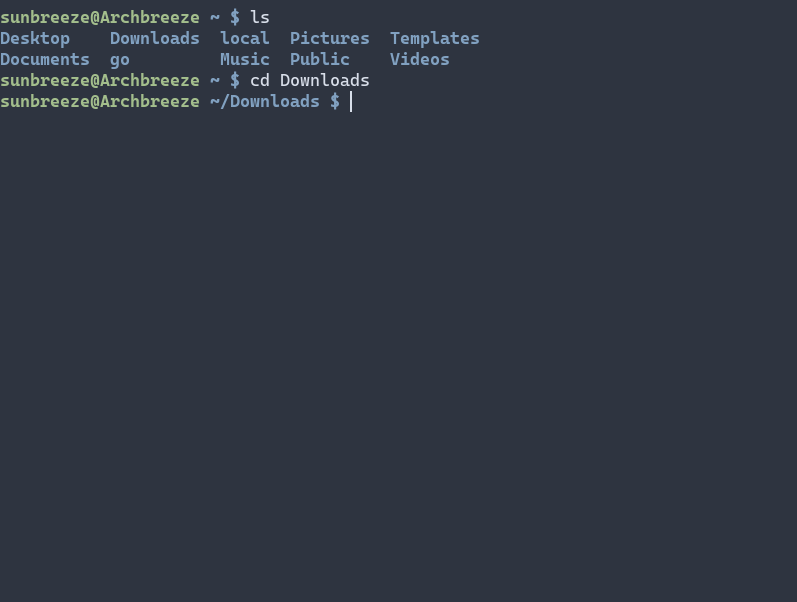 sunbreeze@Archbreeze ~ $ ls
Desktop    Downloads  local  Pictures  Templates
Documents  go         Music  Public    Videos
sunbreeze@Archbreeze ~ $ cd Downloads
sunbreeze@Archbreeze ~/Downloads $